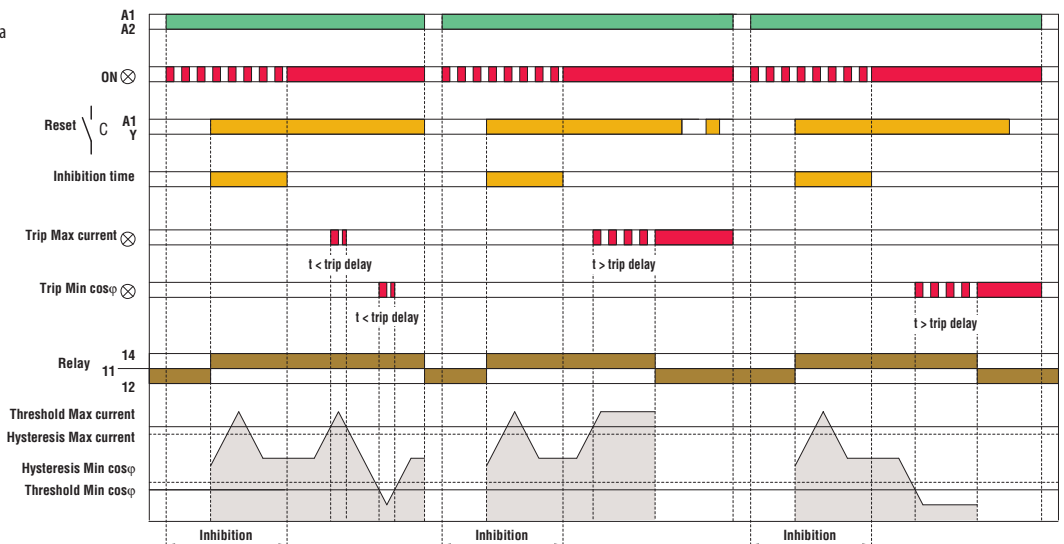 a
A1
A2
ON
Reset C A1
Y
Inhibition time
Trip Max current
t < trip delay
t > trip delay
Trip Min cosφ
t < trip delay
t > trip delay
Relay 14
11
12
Threshold Max current
Hysteresis Max current
Hysteresis Min cosφ
Threshold Min cosφ
Inhibition
Inhibition
Inhibition